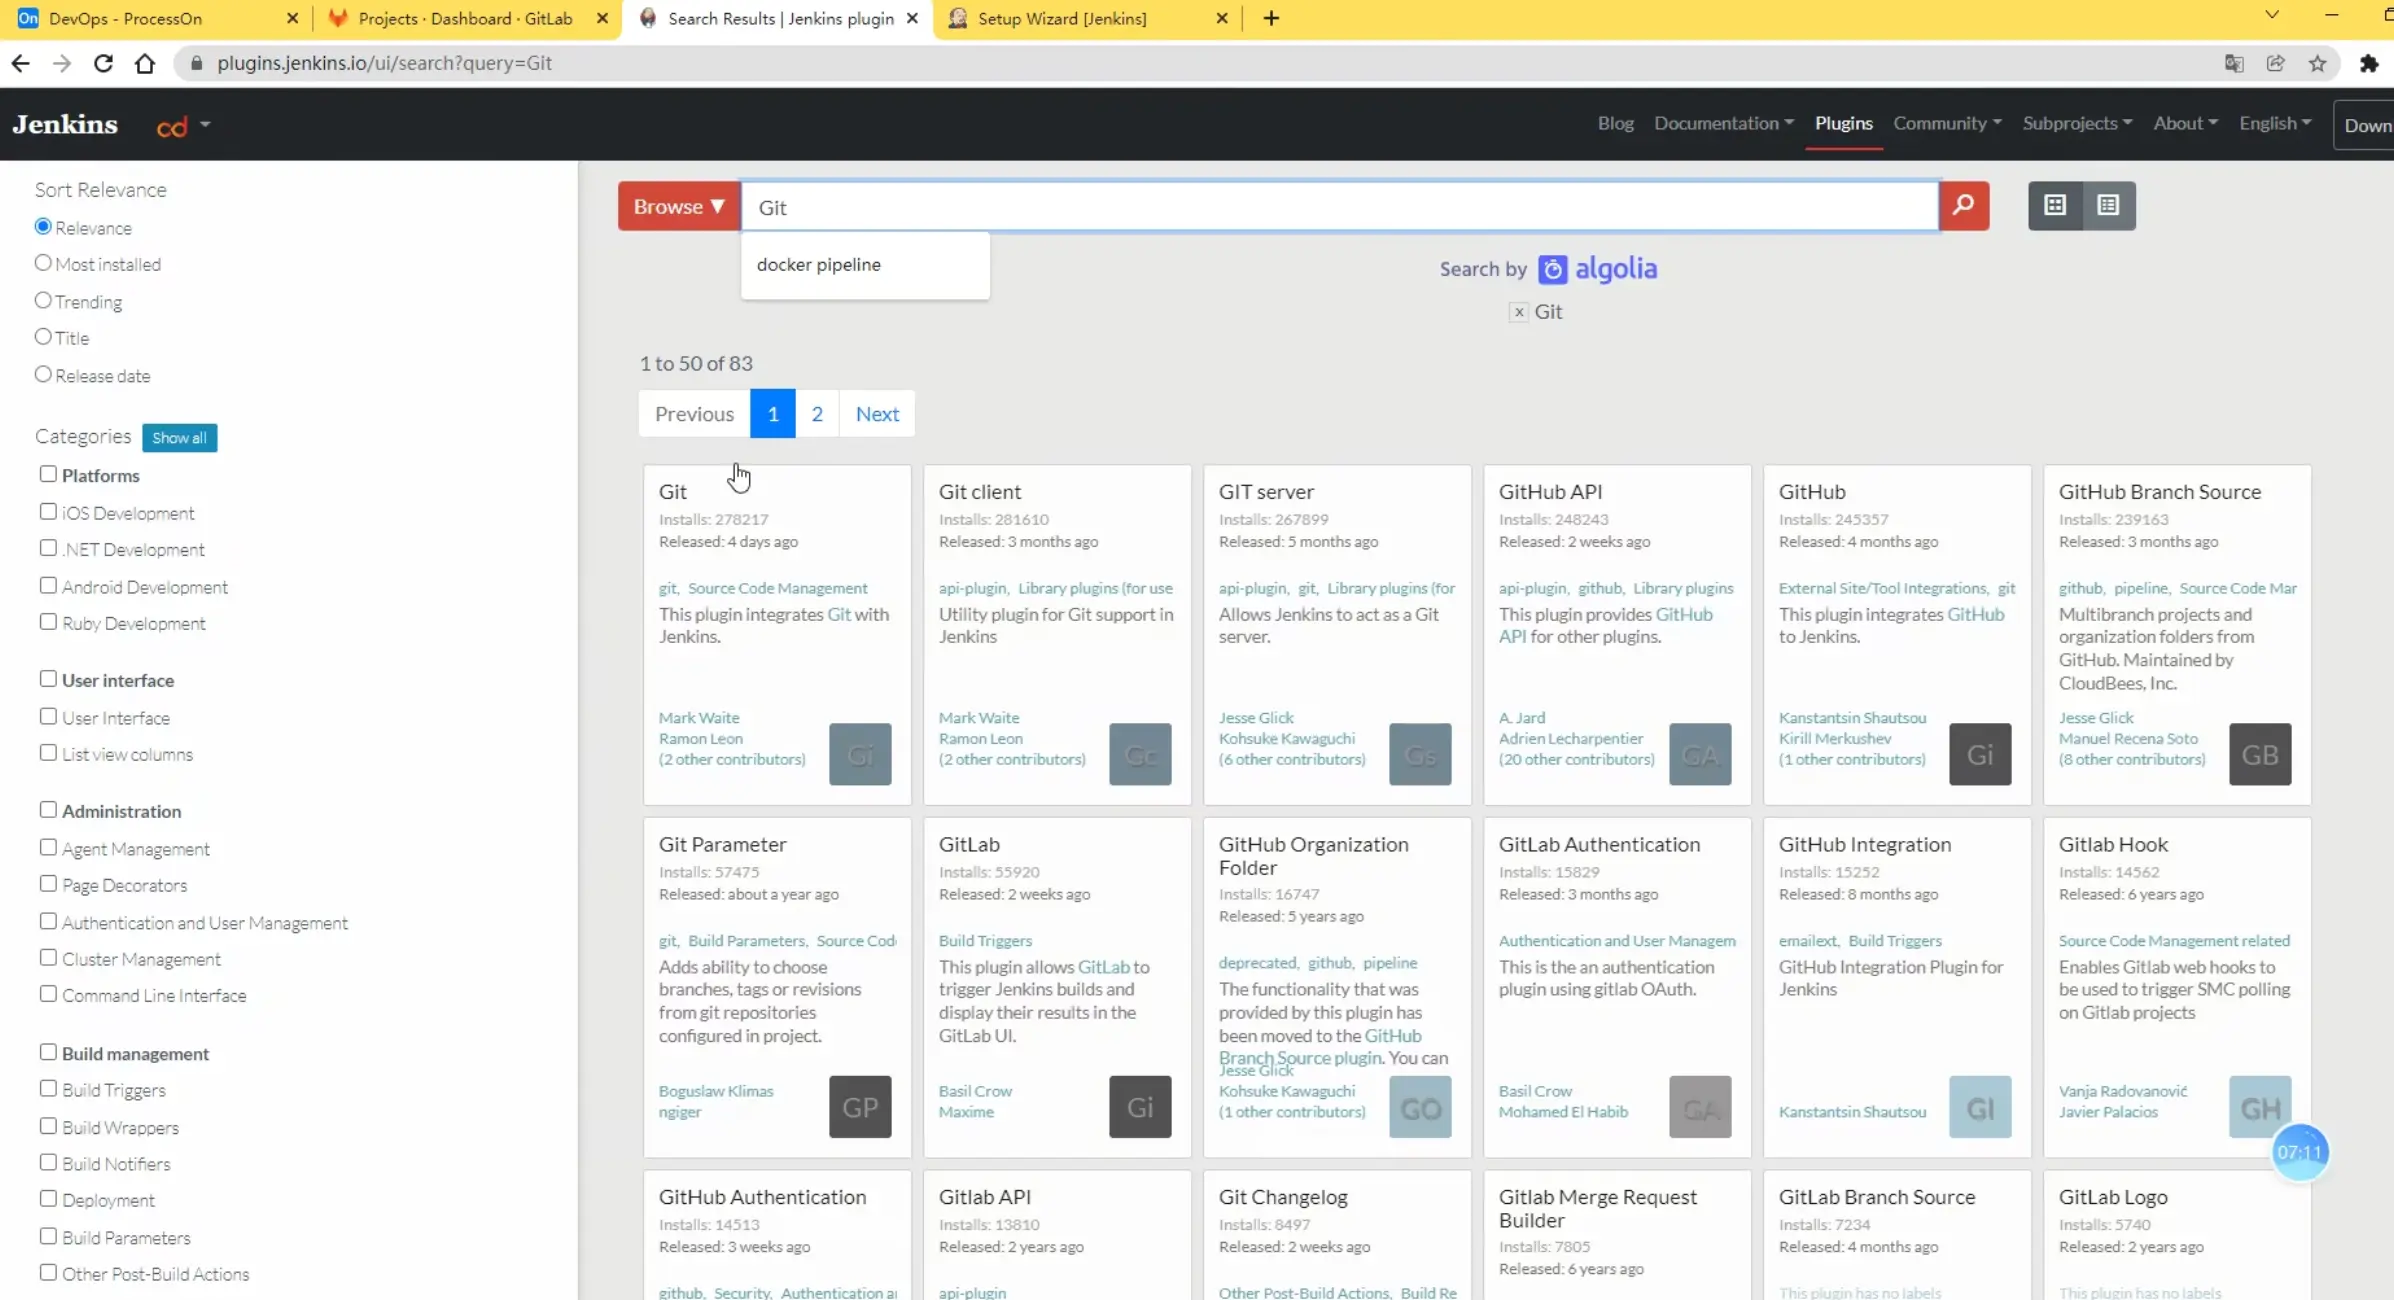 DevOps - ProcessOn
Projects · Dashboard · GitLab
Search Results | Jenkins plugin
Setup Wizard [Jenkins]
plugins.jenkins.io/ui/search?query=Git
Jenkins
cd
Blog
Documentation
Plugins
Community
Subprojects
About
English
Down
Sort Relevance
Relevance
Most installed
Trending
Title
Release date
Categories
Show all
Platforms
iOS Development
.NET Development
Android Development
Ruby Development
User interface
User Interface
List view columns
Administration
Agent Management
Page Decorators
Authentication and User Management
Cluster Management
Command Line Interface
Build management
Build Triggers
Build Wrappers
Build Notifiers
Deployment
Build Parameters
Other Post-Build Actions
Browse ▼
Git
docker pipeline
Search by algolia
x Git
1 to 50 of 83
Previous 1 2 Next
Git
Installs: 278217
Released: 4 days ago
git, Source Code Management
This plugin integrates Git with
Jenkins.
Mark Waite
Ramon Leon
(2 other contributors)
Gi
Git client
Installs: 281610
Released: 3 months ago
api-plugin, Library plugins (for use
Utility plugin for Git support in
Jenkins
Mark Waite
Ramon Leon
(2 other contributors)
Gc
GIT server
Installs: 267899
Released: 5 months ago
api-plugin, git, Library plugins (for
Allows Jenkins to act as a Git
server.
Jesse Glick
Kohsuke Kawaguchi
(6 other contributors)
Gs
GitHub API
Installs: 248243
Released: 2 weeks ago
api-plugin, github, Library plugins
This plugin provides GitHub
API for other plugins.
A. Jard
Adrien Lecharpentier
(20 other contributors)
GA
GitHub
Installs: 245357
Released: 4 months ago
External Site/Tool Integrations, git
This plugin integrates GitHub
to Jenkins.
Kanstantsin Shautsou
Kirill Merkushev
(1 other contributors)
Gi
GitHub Branch Source
Installs: 239163
Released: 3 months ago
github, pipeline, Source Code Mar
Multibranch projects and
organization folders from
GitHub. Maintained by
CloudBees, Inc.
Jesse Glick
Manuel Recena Soto
(8 other contributors)
GB
Git Parameter
Installs: 57475
Released: about a year ago
git, Build Parameters, Source Cod
Adds ability to choose
branches, tags or revisions
from git repositories
configured in project.
Boguslaw Klimas
ngiger
GP
GitLab
Installs: 55920
Released: 2 weeks ago
Build Triggers
This plugin allows GitLab to
trigger Jenkins builds and
display their results in the
GitLab UI.
Basil Crow
Maxime
Gi
GitHub Organization
Folder
Installs: 16747
Released: 5 years ago
deprecated, github, pipeline
The functionality that was
provided by this plugin has
been moved to the GitHub
Branch Source plugin. You can
Jesse Glick
Kohsuke Kawaguchi
(1 other contributors)
GO
GitLab Authentication
Installs: 15829
Released: 3 months ago
Authentication and User Managem
This is the an authentication
plugin using gitlab OAuth.
Basil Crow
Mohamed El Habib
GA
GitHub Integration
Installs: 15252
Released: 8 months ago
emailext, Build Triggers
GitHub Integration Plugin for
Jenkins
Kanstantsin Shautsou
GI
Gitlab Hook
Installs: 14562
Released: 6 years ago
Source Code Management related
Enables Gitlab web hooks to
be used to trigger SMC polling
on Gitlab projects
Vanja Radovanović
Javier Palacios
GH
07:11
GitHub Authentication
Installs: 14513
Released: 3 weeks ago
github, Security, Authentication ar
Gitlab API
Installs: 13810
Released: 2 years ago
api-plugin
Git Changelog
Installs: 8497
Released: 2 weeks ago
Other Post-Build Actions, Build Re
Gitlab Merge Request
Builder
Installs: 7805
Released: 6 years ago
GitLab Branch Source
Installs: 7234
Released: 4 months ago
This plugin has no labels
GitLab Logo
Installs: 5740
Released: 2 years ago
This plugin has no labels